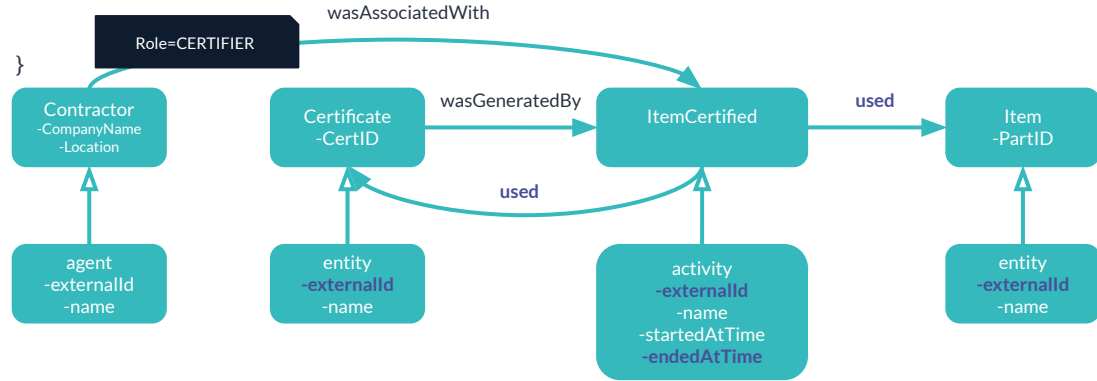 wasAssociatedWith
Role=CERTIFIER
}
Contractor
-CompanyName
-Location
Certificate
-CertID
wasGeneratedBy
ItemCertified
used
Item
-PartID
used
agent
-externalId
-name
entity
-externalId
-name
activity
-externalId
-name
-startedAtTime
-endedAtTime
entity
-externalId
-name